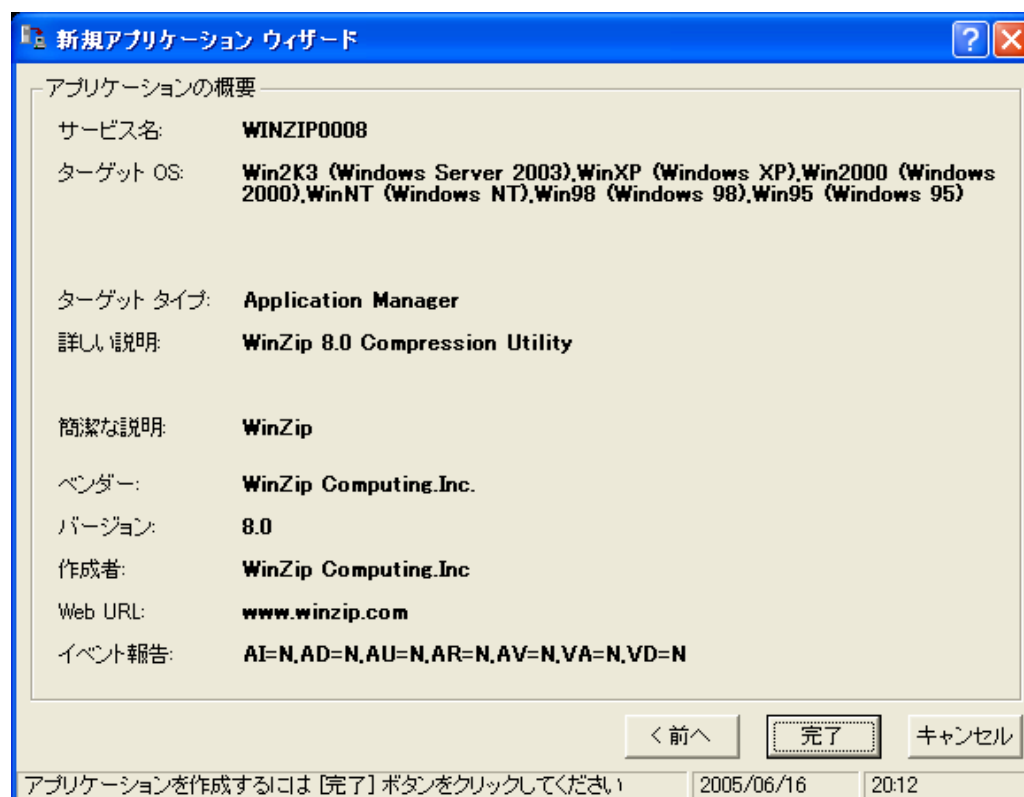 新規アプリケーション ウィザード
アプリケーションの概要
サービス名: WINZIP0008
ターゲット OS: Win2K3 (Windows Server 2003),WinXP (Windows XP),Win2000 (Windows
2000),WinNT (Windows NT),Win98 (Windows 98),Win95 (Windows 95)
ターゲット タイプ: Application Manager
詳しい説明: WinZip 8.0 Compression Utility
簡潔な説明: WinZip
ベンダー: WinZip Computing.Inc.
バージョン: 8.0
作成者: WinZip Computing.Inc
Web URL: www.winzip.com
イベント報告: AI=N,AD=N,AU=N,AR=N,AV=N,VA=N,VD=N
< 前へ 完了 キャンセル
アプリケーションを作成するには [完了] ボタンをクリックしてください 2005/06/16 20:12